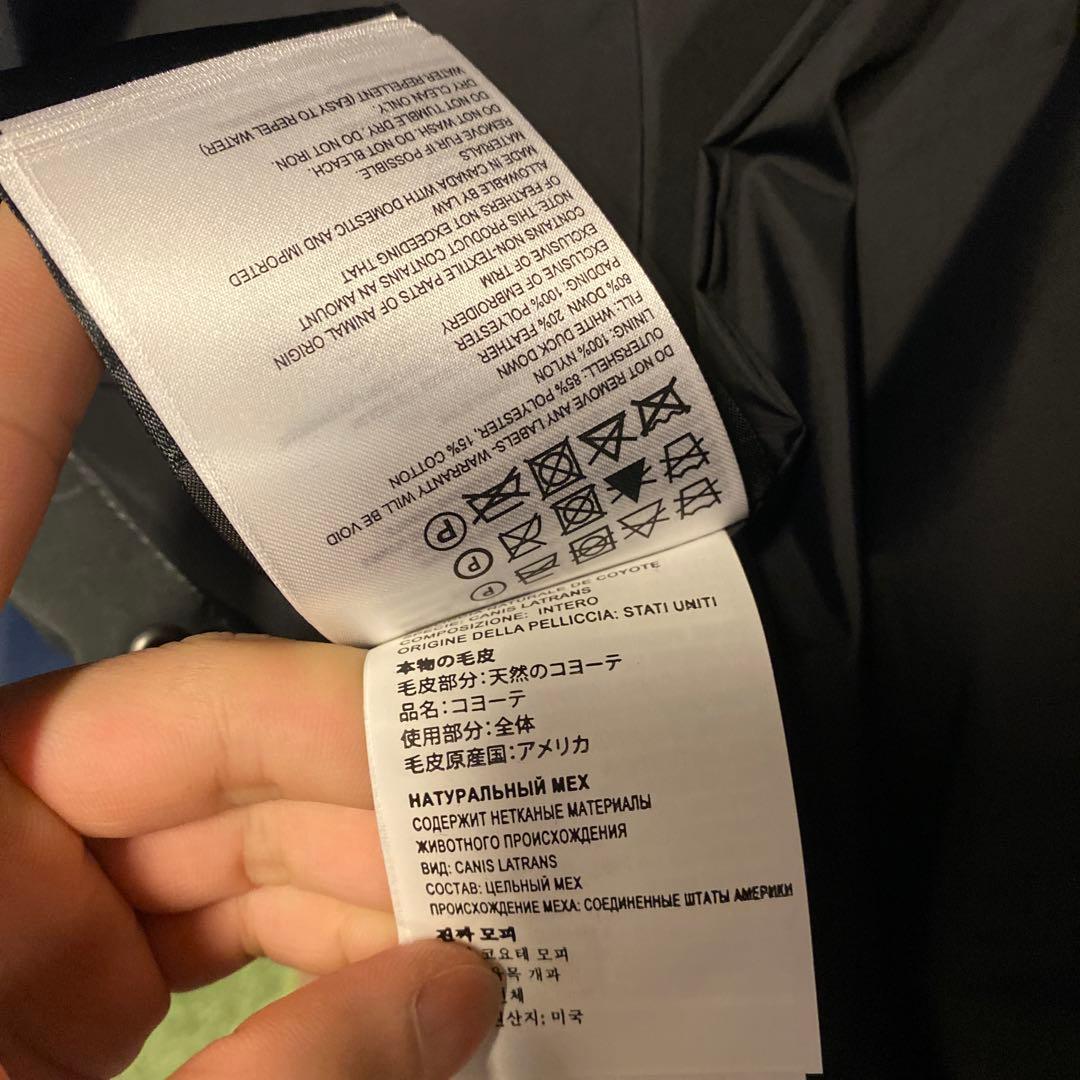 P
P
P
DO NOT REMOVE ANY LABELS- WARRANTY WILL BE VOID
OUTERSHELL: 85% POLYESTER, 15% COTTON
LINING: 100% NYLON
FILL: WHITE DUCK DOWN
80% DOWN 20% FEATHER
PADDING: 100% POLYESTER
EXCLUSIVE OF EMBROIDERY
EXCLUSIVE OF TRIM
CONTAINS NON-TEXTILE PARTS OF ANIMAL ORIGIN
NOTE: THIS PRODUCT CONTAINS AN AMOUNT
OF FEATHERS NOT EXCEEDING THAT
ALLOWABLE BY LAW
MADE IN CANADA WITH DOMESTIC AND IMPORTED
MATERIALS
REMOVE FUR IF POSSIBLE.
DO NOT WASH. DO NOT BLEACH.
DO NOT TUMBLE DRY. DO NOT IRON.
DRY CLEAN ONLY.
WATER REPELLENT (EASY TO REPEL WATER)
NATURALE DE COYOTE
SPECIE: CANIS LATRANS
COMPOSIZIONE: INTERO
ORIGINE DELLA PELLICCIA: STATI UNITI
本物の毛皮
毛皮部分:天然のコヨーテ
品名:コヨーテ
使用部分:全体
毛皮原産国:アメリカ
НАТУРАЛЬНЫЙ МЕХ
СОДЕРЖИТ НЕТКАНЫЕ МАТЕРИАЛЫ
ЖИВОТНОГО ПРОИСХОЖДЕНИЯ
ВИД: CANIS LATRANS
СОСТАВ: ЦЕЛЬНЫЙ МЕХ
ПРОИСХОЖДЕНИЕ МЕХА: СОЕДИНЕННЫЕ ШТАТЫ АМЕРИКИ
진짜 모피
코요테 모피
개과
미국